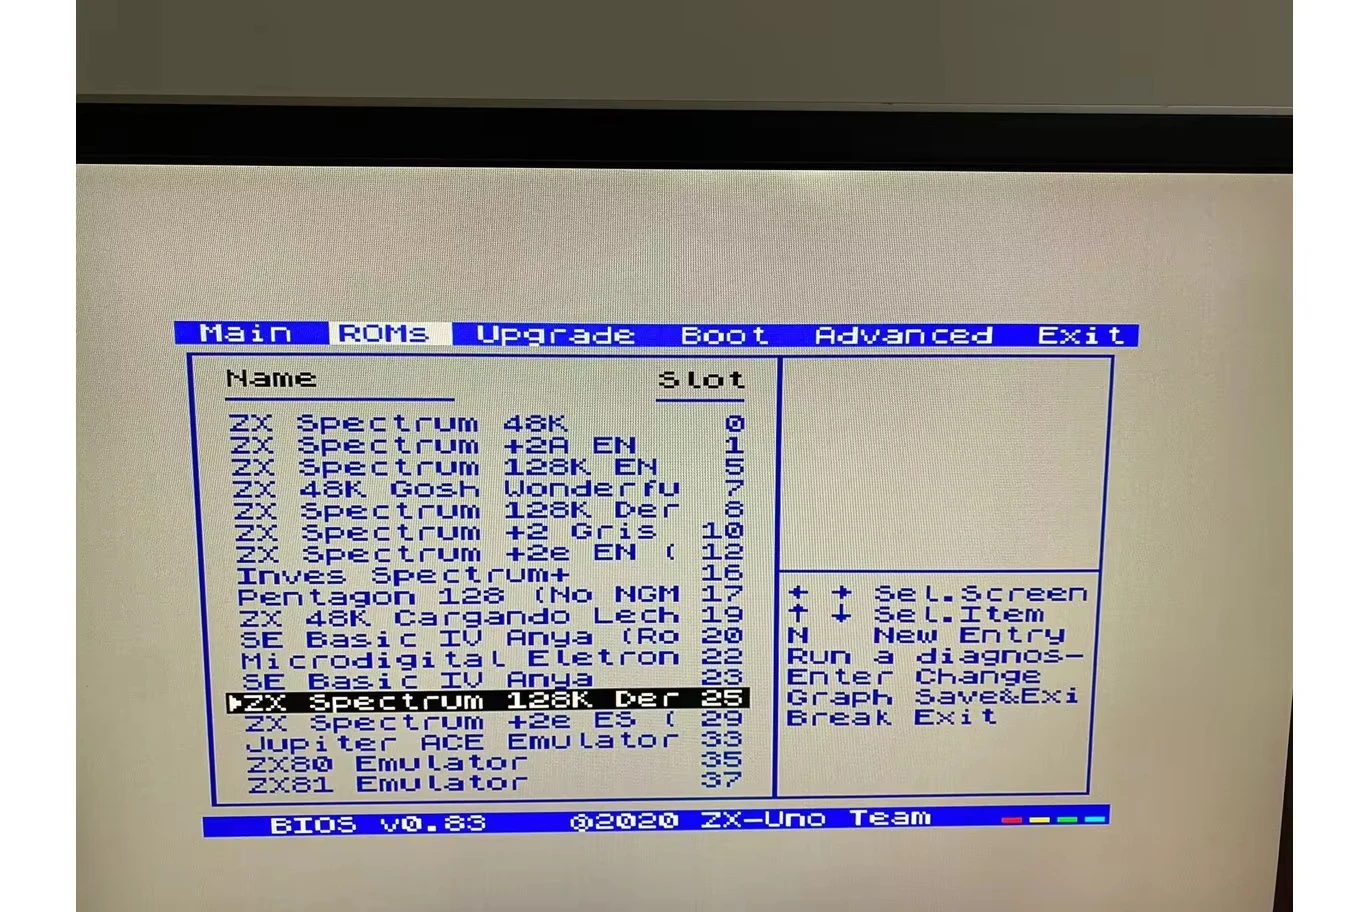 Main ROMs Upgrade Boot Advanced Exit
Name Slot
ZX Spectrum 48K 0
ZX Spectrum +2A EN 1
ZX Spectrum 128K EN 5
ZX 48K Gosh Wonderfu 7
ZX Spectrum 128K Der 8
ZX Spectrum +2 Gris 10
ZX Spectrum +2e EN ( 12
Inves Spectrum+ 16
Pentagon 128 (No NGM 17
ZX 48K Cargando Lech 19
SE Basic IV Anya (Ro 20
Microdigital Eletron 22
SE Basic IV Anya 23
ZX Spectrum 128K Der 25
ZX Spectrum +2e ES ( 29
Jupiter ACE Emulator 33
ZX80 Emulator 35
ZX81 Emulator 37
← → Sel.Screen
↑ ↓ Sel.Item
N New Entry
Run a diagnos-
Enter Change
Graph Save&Exi
Break Exit
BIOS v0.83 ©2020 ZX-Uno Team